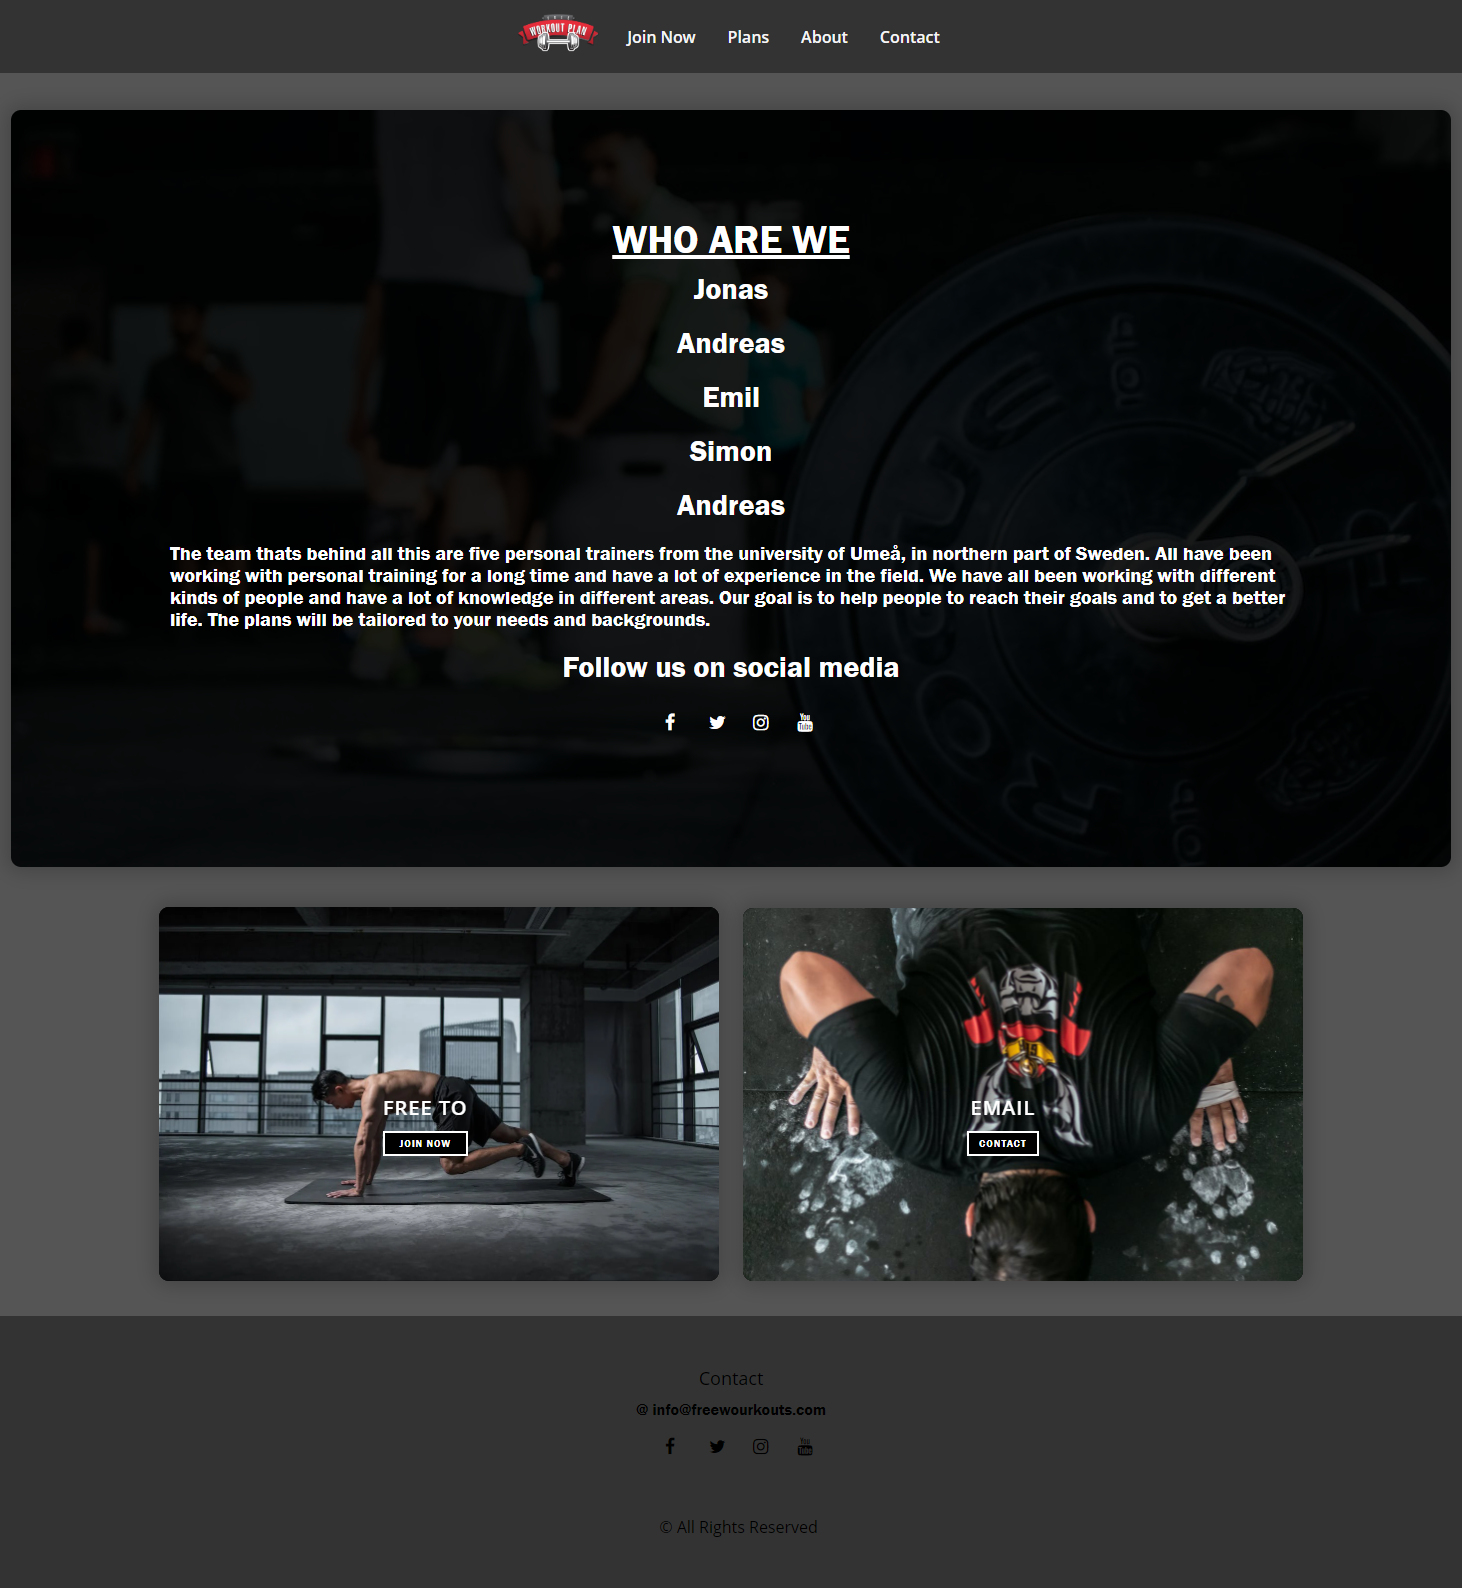 WORKOUT PLAN
Join Now Plans About Contact
WHO ARE WE
Jonas
Andreas
Emil
Simon
Andreas
The team thats behind all this are five personal trainers from the university of Umeå, in northern part of Sweden. All have been
working with personal training for a long time and have a lot of experience in the field. We have all been working with different
kinds of people and have a lot of knowledge in different areas. Our goal is to help people to reach their goals and to get a better
life. The plans will be tailored to your needs and backgrounds.
Follow us on social media
You
Tube
FREE TO
JOIN NOW
EMAIL
CONTACT
Contact
@ info@freewourkouts.com
You
Tube
© All Rights Reserved